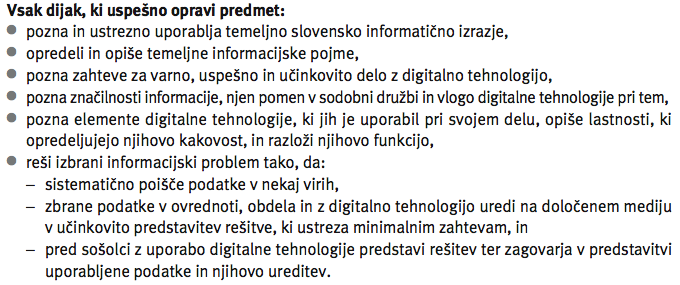 Vsak dijak, ki uspešno opravi predmet:
● pozna in ustrezno uporablja temeljno slovensko informatično izrazje,
● opredeli in opiše temeljne informacijske pojme,
● pozna zahteve za varno, uspešno in učinkovito delo z digitalno tehnologijo,
● pozna značilnosti informacije, njen pomen v sodobni družbi in vlogo digitalne tehnologije pri tem,
● pozna elemente digitalne tehnologije, ki jih je uporabil pri svojem delu, opiše lastnosti, ki
opredeljujejo njihovo kakovost, in razloži njihovo funkcijo,
● reši izbrani informacijski problem tako, da:
– sistematično poišče podatke v nekaj virih,
– zbrane podatke v ovrednoti, obdela in z digitalno tehnologijo uredi na določenem mediju
v učinkovito predstavitev rešitve, ki ustreza minimalnim zahtevam, in
– pred sošolci z uporabo digitalne tehnologije predstavi rešitev ter zagovarja v predstavitvi
uporabljene podatke in njihovo ureditev.